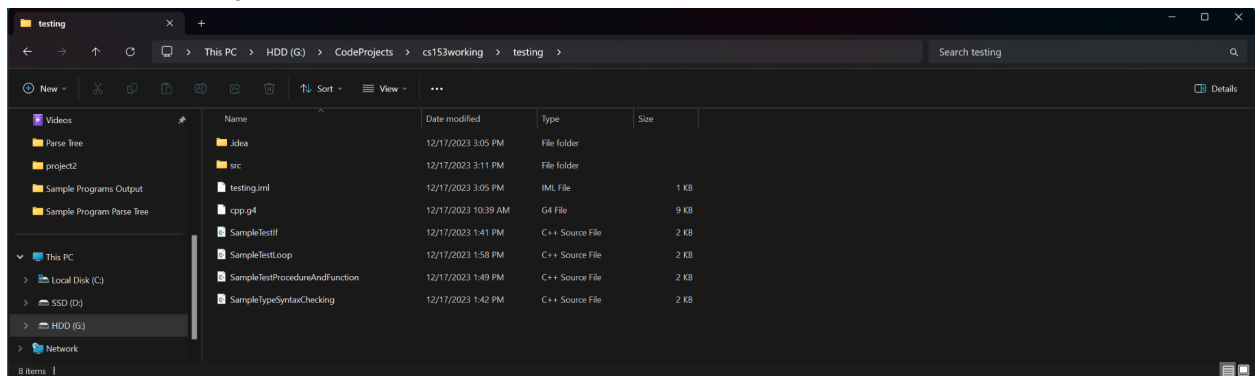 testing
This PC > HDD (G:) > CodeProjects > cs153working > testing >
Search testing
New
Sort
View
Details
Videos
Parse Tree
project2
Sample Programs Output
Sample Program Parse Tree
This PC
Local Disk (C:)
SSD (D:)
HDD (G:)
Network
Name Date modified Type Size
.idea 12/17/2023 3:05 PM File folder
src 12/17/2023 3:11 PM File folder
testing.iml 12/17/2023 3:05 PM IML File 1 KB
cpp.g4 12/17/2023 10:39 AM G4 File 9 KB
SampleTestIf 12/17/2023 1:41 PM C++ Source File 2 KB
SampleTestLoop 12/17/2023 1:58 PM C++ Source File 2 KB
SampleTestProcedureAndFunction 12/17/2023 1:49 PM C++ Source File 2 KB
SampleTypeSyntaxChecking 12/17/2023 1:42 PM C++ Source File 2 KB
8 items